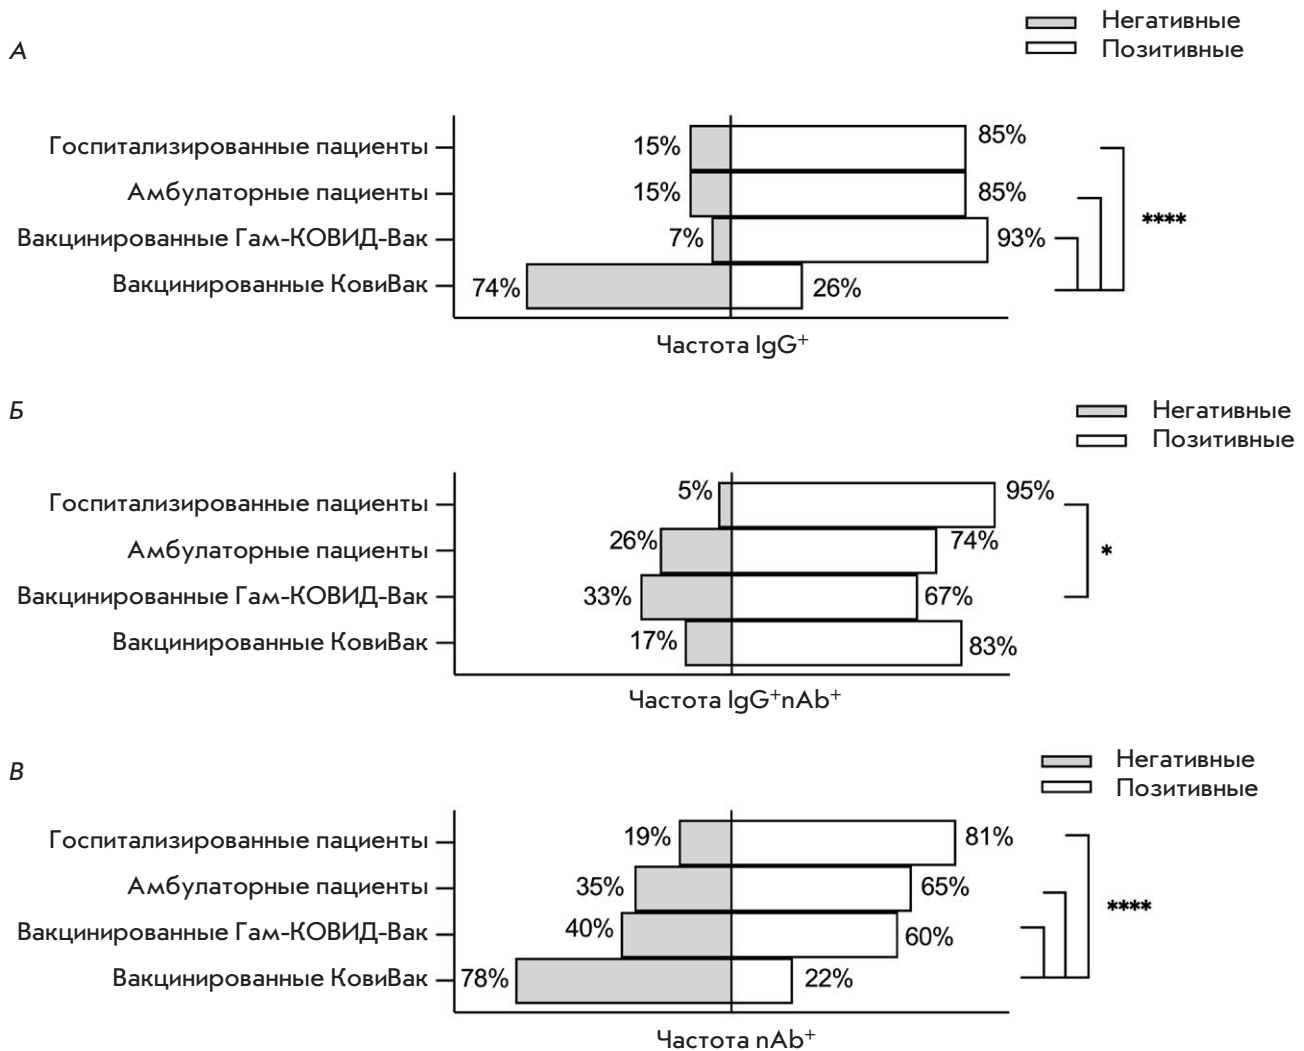 А
Негативные
Позитивные
Госпитализированные пациенты
15%
85%
Амбулаторные пациенты
15%
85%
Вакцинированные Гам-КОВИД-Вак
7%
93%
Вакцинированные КовиВак
74%
26%
****
Частота IgG⁺
Б
Негативные
Позитивные
Госпитализированные пациенты
5%
95%
Амбулаторные пациенты
26%
74%
Вакцинированные Гам-КОВИД-Вак
33%
67%
Вакцинированные КовиВак
17%
83%
*
Частота IgG⁺nAb⁺
В
Негативные
Позитивные
Госпитализированные пациенты
19%
81%
Амбулаторные пациенты
35%
65%
Вакцинированные Гам-КОВИД-Вак
40%
60%
Вакцинированные КовиВак
78%
22%
****
Частота nAb⁺